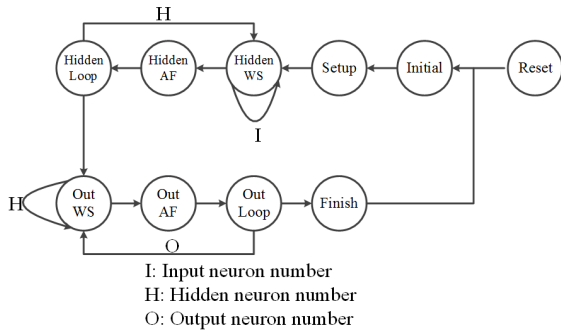 H
Hidden
Loop
Hidden
AF
Hidden
WS
Setup
Initial
Reset
I
H
Out
WS
Out
AF
Out
Loop
Finish
O
I: Input neuron number
H: Hidden neuron number
O: Output neuron number